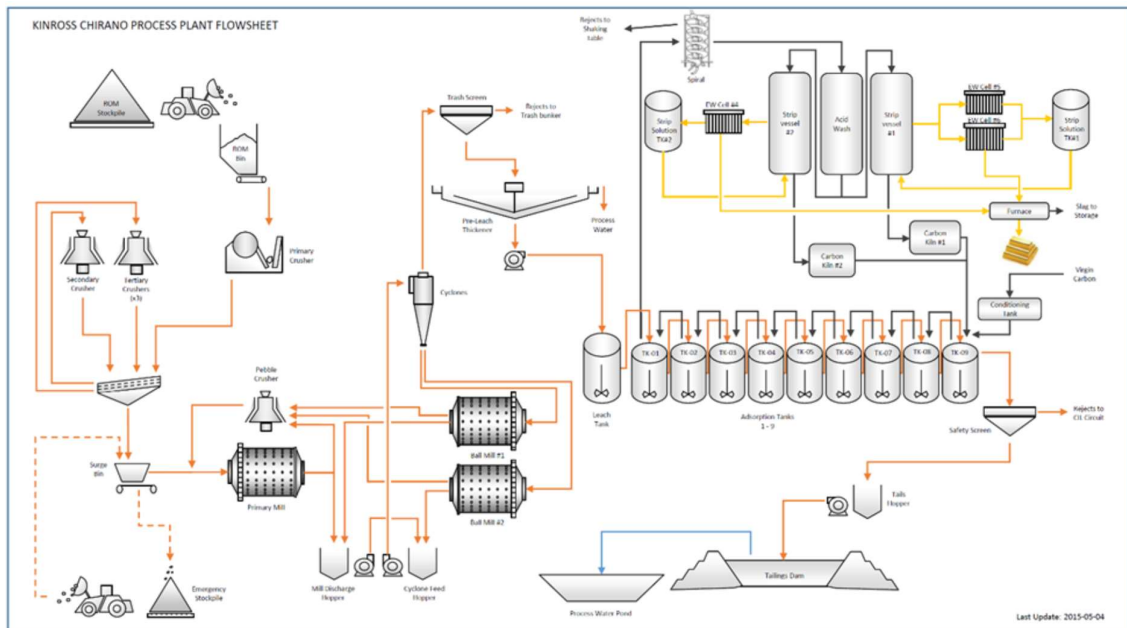 KINROSS CHIRANO PROCESS PLANT FLOWSHEET
ROM
Stockpile
ROM
Bin
Primary
Crusher
Secondary
Crusher
Tertiary
Crushers
(x3)
Surge
Bin
Emergency
Stockpile
Pebble
Crusher
Primary Mill
Mill Discharge
Hopper
Cyclone Feed
Hopper
Ball Mill #1
Ball Mill #2
Cyclones
Trash Screen
Rejects to
Trash bunker
Pre-Leach
Thickener
Process
Water
Leach
Tank
Rejects to
Shaking
table
Spiral
Strip
Solution
TK#2
EW Cell #4
Strip
vessel
#2
Acid
Wash
Strip
vessel
#1
EW Cell #5
EW Cell #6
Strip
Solution
TK#1
Furnace
Slag to
Storage
Carbon
Kiln #1
Carbon
Kiln #2
Virgin
Carbon
Conditioning
Tank
TK-01
TK-02
TK-03
TK-04
TK-05
TK-06
TK-07
TK-08
TK-09
Adsorption Tanks
1 - 9
Safety Screen
Rejects to
CIL Circuit
Tails
Hopper
Tailings Dam
Process Water Pond
Last Update: 2015-05-04